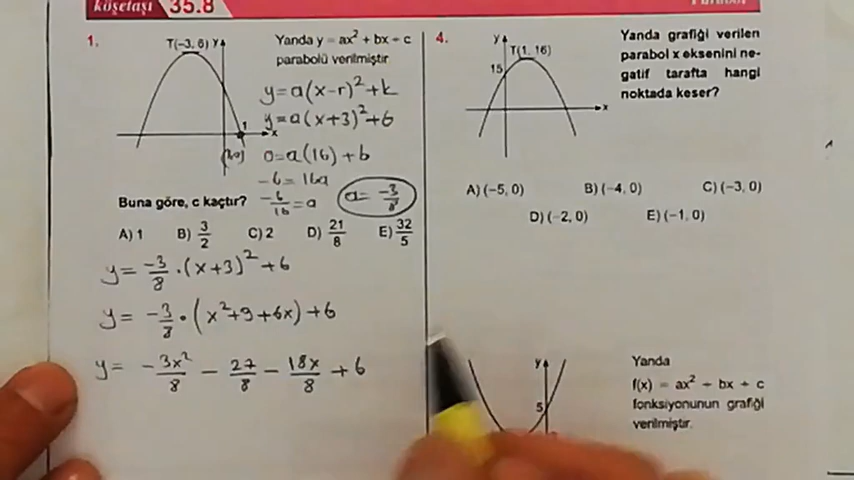 köşetaşı 35.8
Parabol
1.
T(-3, 6) y
1
x
(1,0)
Yanda y = ax² + bx + c
parabolü verilmiştir
y = a(x-r)² + k
y = a(x+3)² + 6
0 = a(16) + 6
-6 = 16a
-6/16 = a
a = -3/8
Buna göre, c kaçtır?
A) 1 B) 3/2 C) 2 D) 21/8 E) 32/5
y = -3/8 · (x+3)² + 6
y = -3/8 · (x² + 9 + 6x) + 6
y = -3x²/8 - 27/8 - 18x/8 + 6
4.
y
T(1, 16)
15
x
Yanda grafiği verilen
parabol x eksenini ne-
gatif tarafta hangi
noktada keser?
A) (-5, 0) B) (-4, 0) C) (-3, 0)
D) (-2, 0) E) (-1, 0)
y
5
Yanda
f(x) = ax² + bx + c
fonksiyonunun grafiği
verilmiştir.